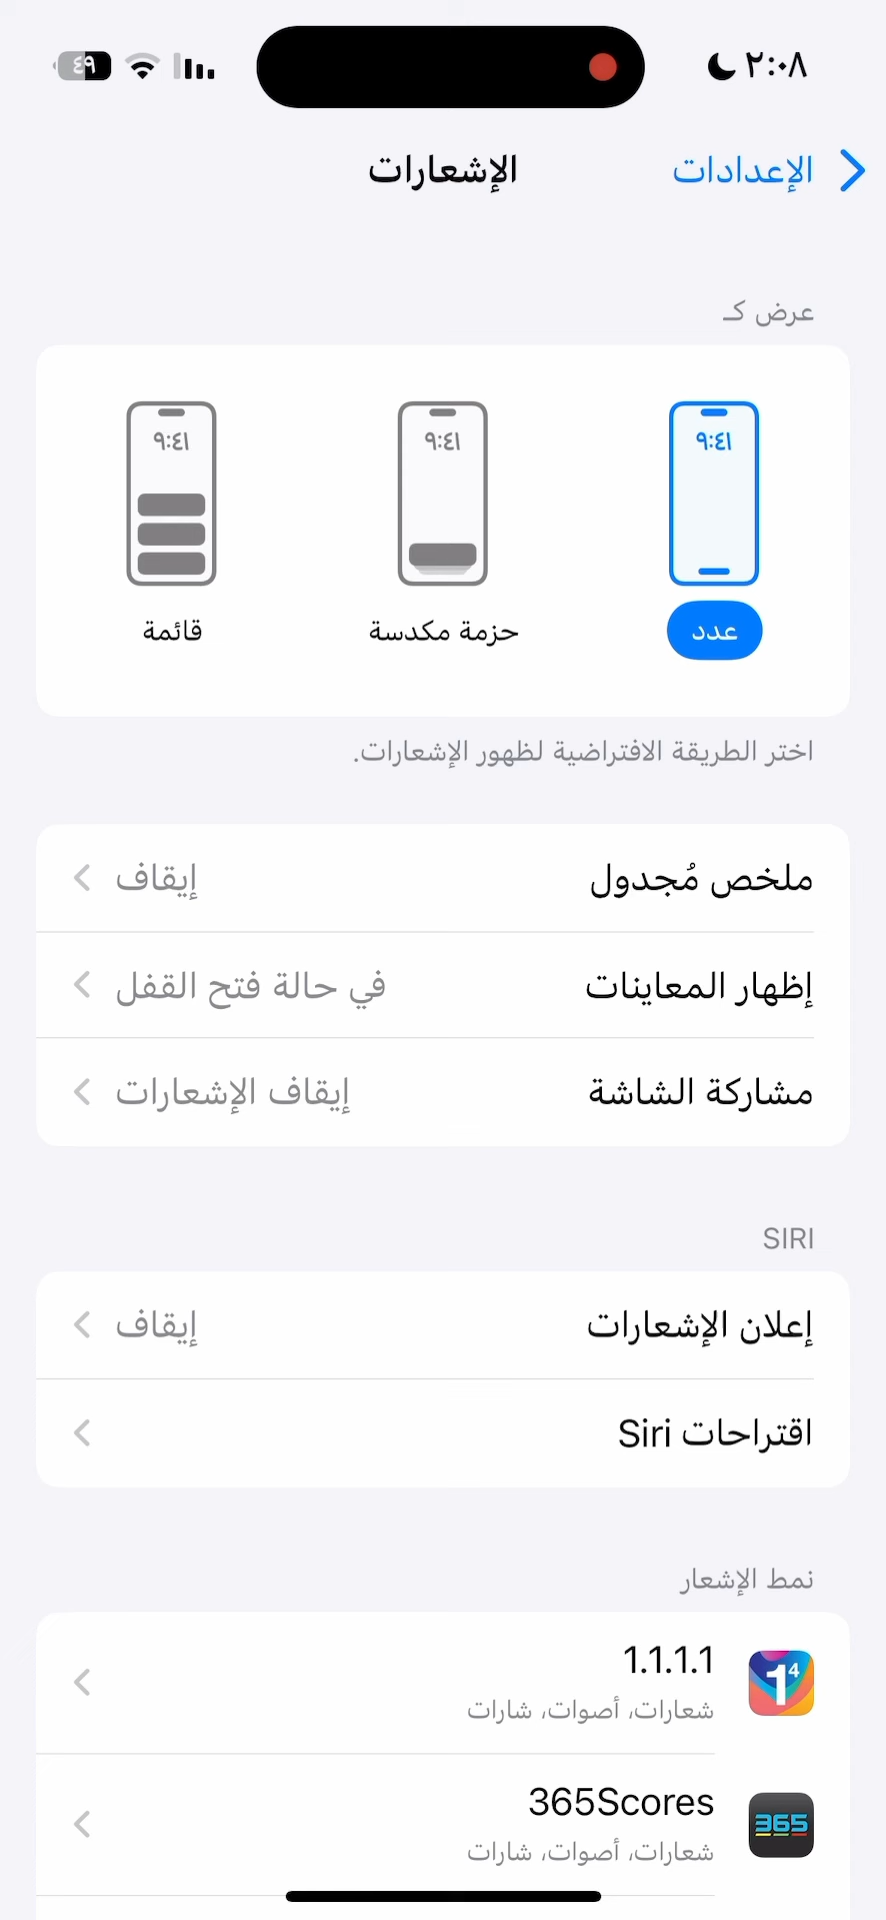 ٢:٠٨
٤٩
الإعدادات
الإشعارات
عرض كـ
٩:٤١
٩:٤١
٩:٤١
عدد
حزمة مكدسة
قائمة
اختر الطريقة الافتراضية لظهور الإشعارات.
ملخص مُجدول
إيقاف
إظهار المعاينات
في حالة فتح القفل
مشاركة الشاشة
إيقاف الإشعارات
SIRI
إعلان الإشعارات
إيقاف
اقتراحات Siri
نمط الإشعار
1.1.1.1
شعارات، أصوات، شارات
1⁴
365Scores
شعارات، أصوات، شارات
365